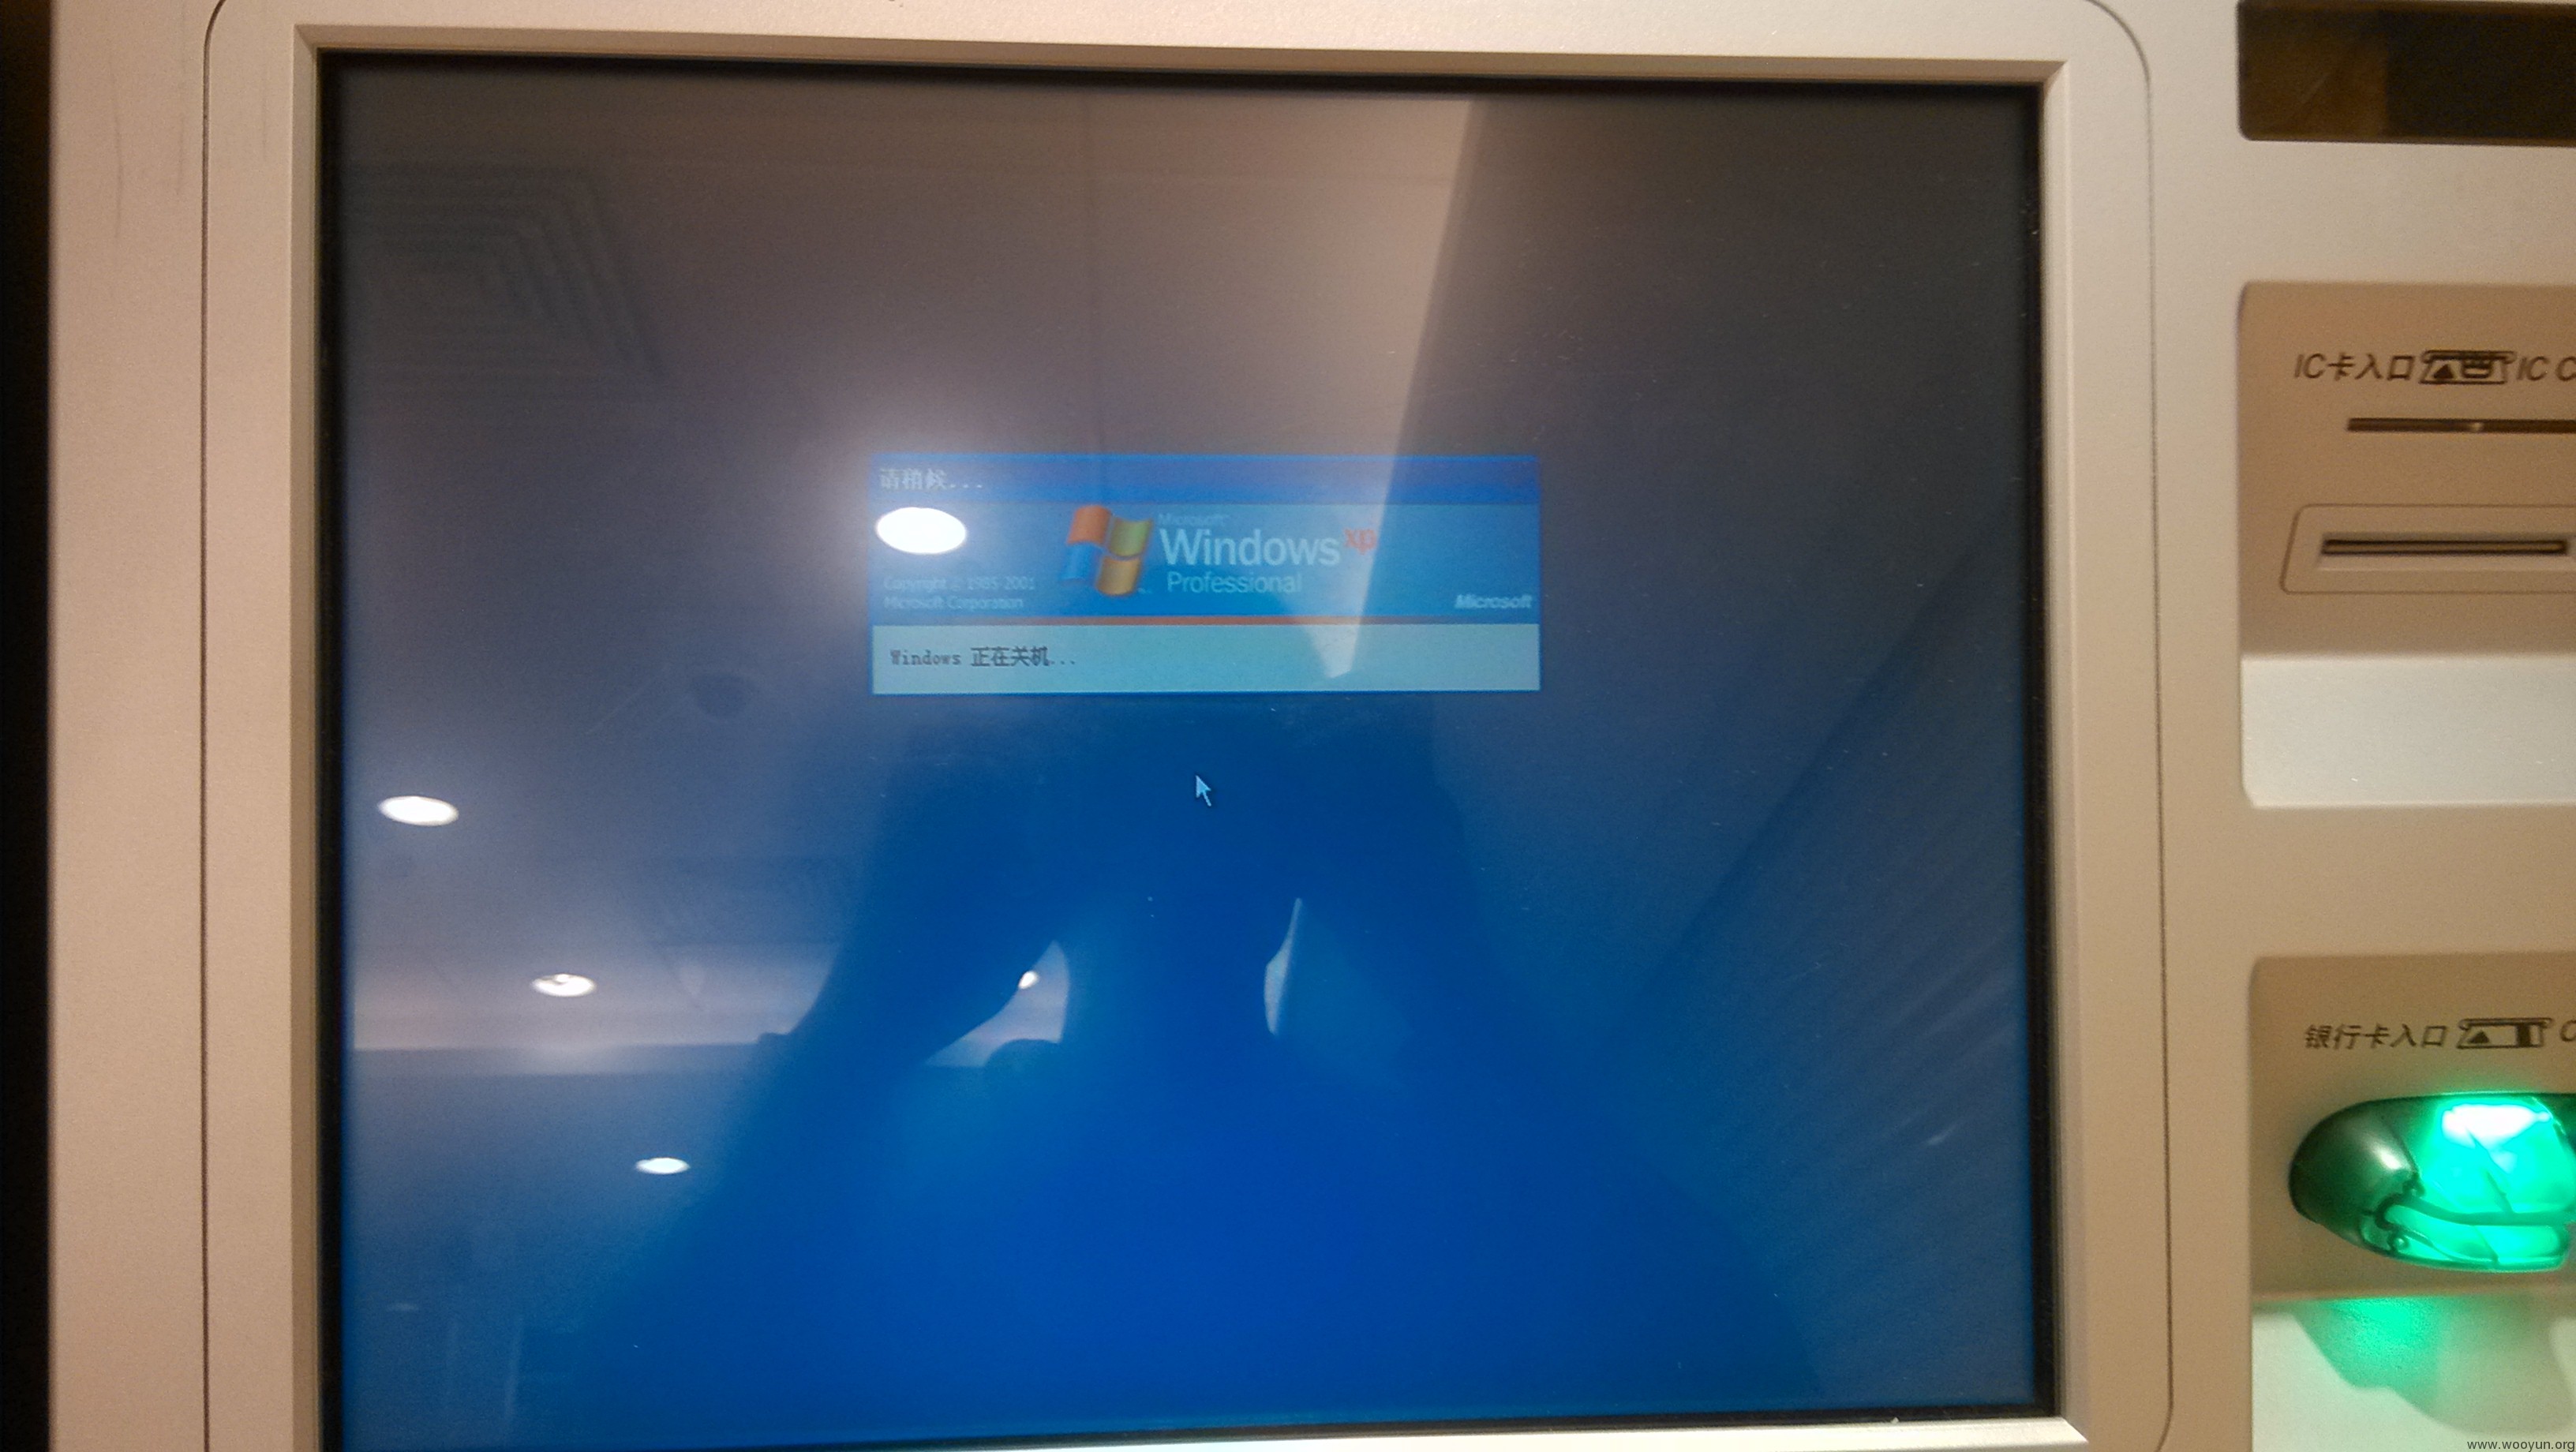 请稍候...
Microsoft
Windows xp
Professional
Copyright © 1985-2001
Microsoft Corporation
Microsoft
Windows 正在关机...
IC卡入口 IC C
银行卡入口 C
www.wooyun.org